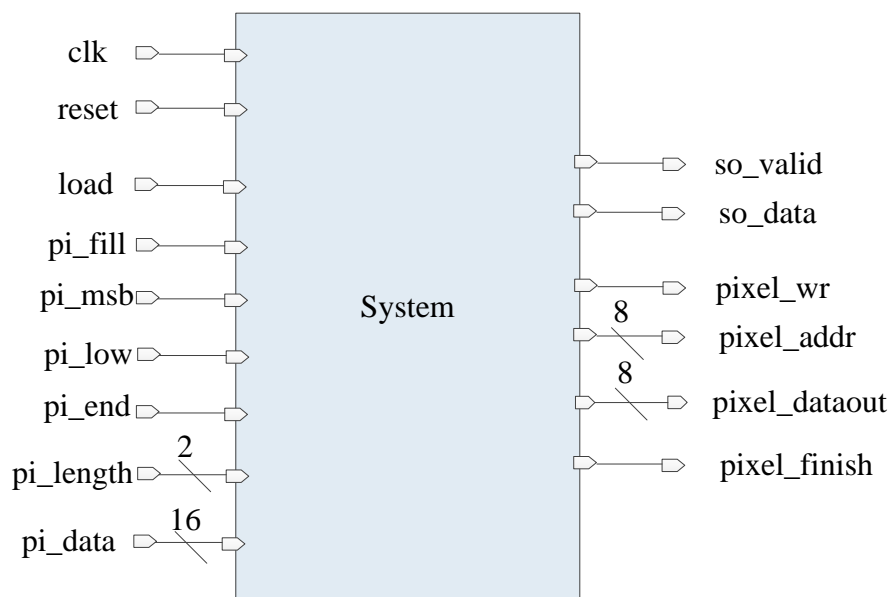 clk
reset
load
pi_fill
pi_msb
pi_low
pi_end
2
pi_length
16
pi_data
System
so_valid
so_data
pixel_wr
8
pixel_addr
8
pixel_dataout
pixel_finish